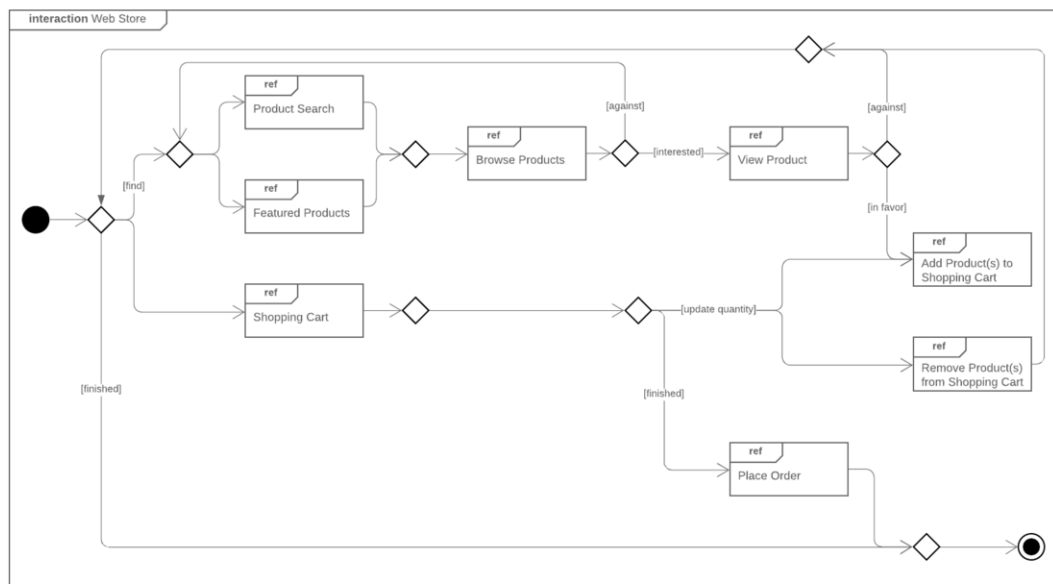 interaction Web Store
ref
Product Search
[against]
[against]
ref
Browse Products
[interested]
ref
View Product
[find]
ref
Featured Products
[in favor]
ref
Add Product(s) to
Shopping Cart
ref
Shopping Cart
[update quantity]
ref
Remove Product(s)
from Shopping Cart
[finished]
[finished]
ref
Place Order